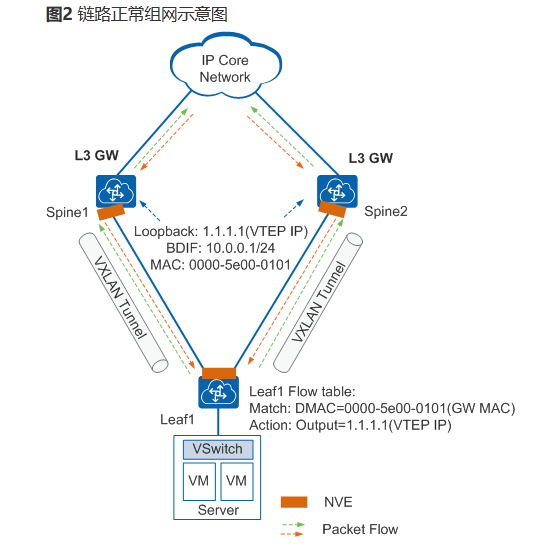 图2 链路正常组网示意图
IP Core
Network
L3 GW
L3 GW
Spine1
Spine2
Loopback: 1.1.1.1(VTEP IP)
BDIF: 10.0.0.1/24
MAC: 0000-5e00-0101
VXLAN Tunnel
VXLAN Tunnel
Leaf1
Leaf1 Flow table:
Match: DMAC=0000-5e00-0101(GW MAC)
Action: Output=1.1.1.1(VTEP IP)
VSwitch
VM
VM
Server
NVE
Packet Flow